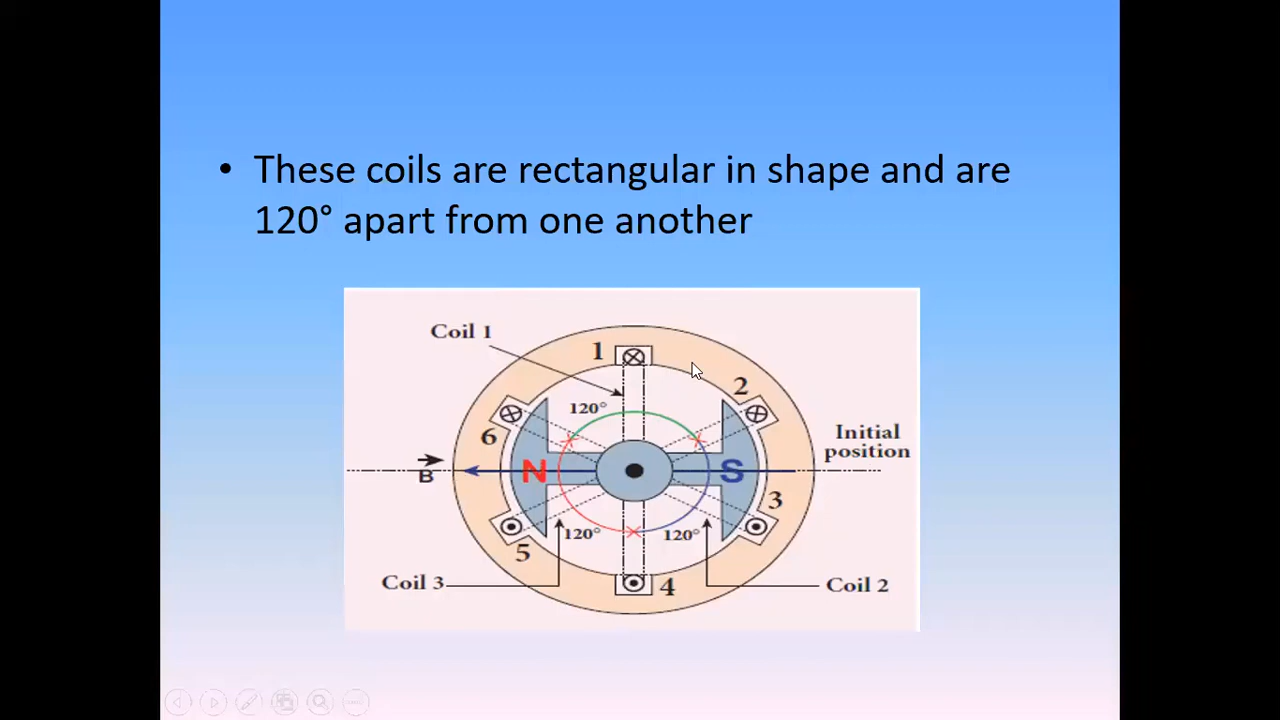 • These coils are rectangular in shape and are
120° apart from one another
Coil 1
1
2
120°
6
Initial
position
B
N
S
3
5
120°
120°
Coil 3
4
Coil 2